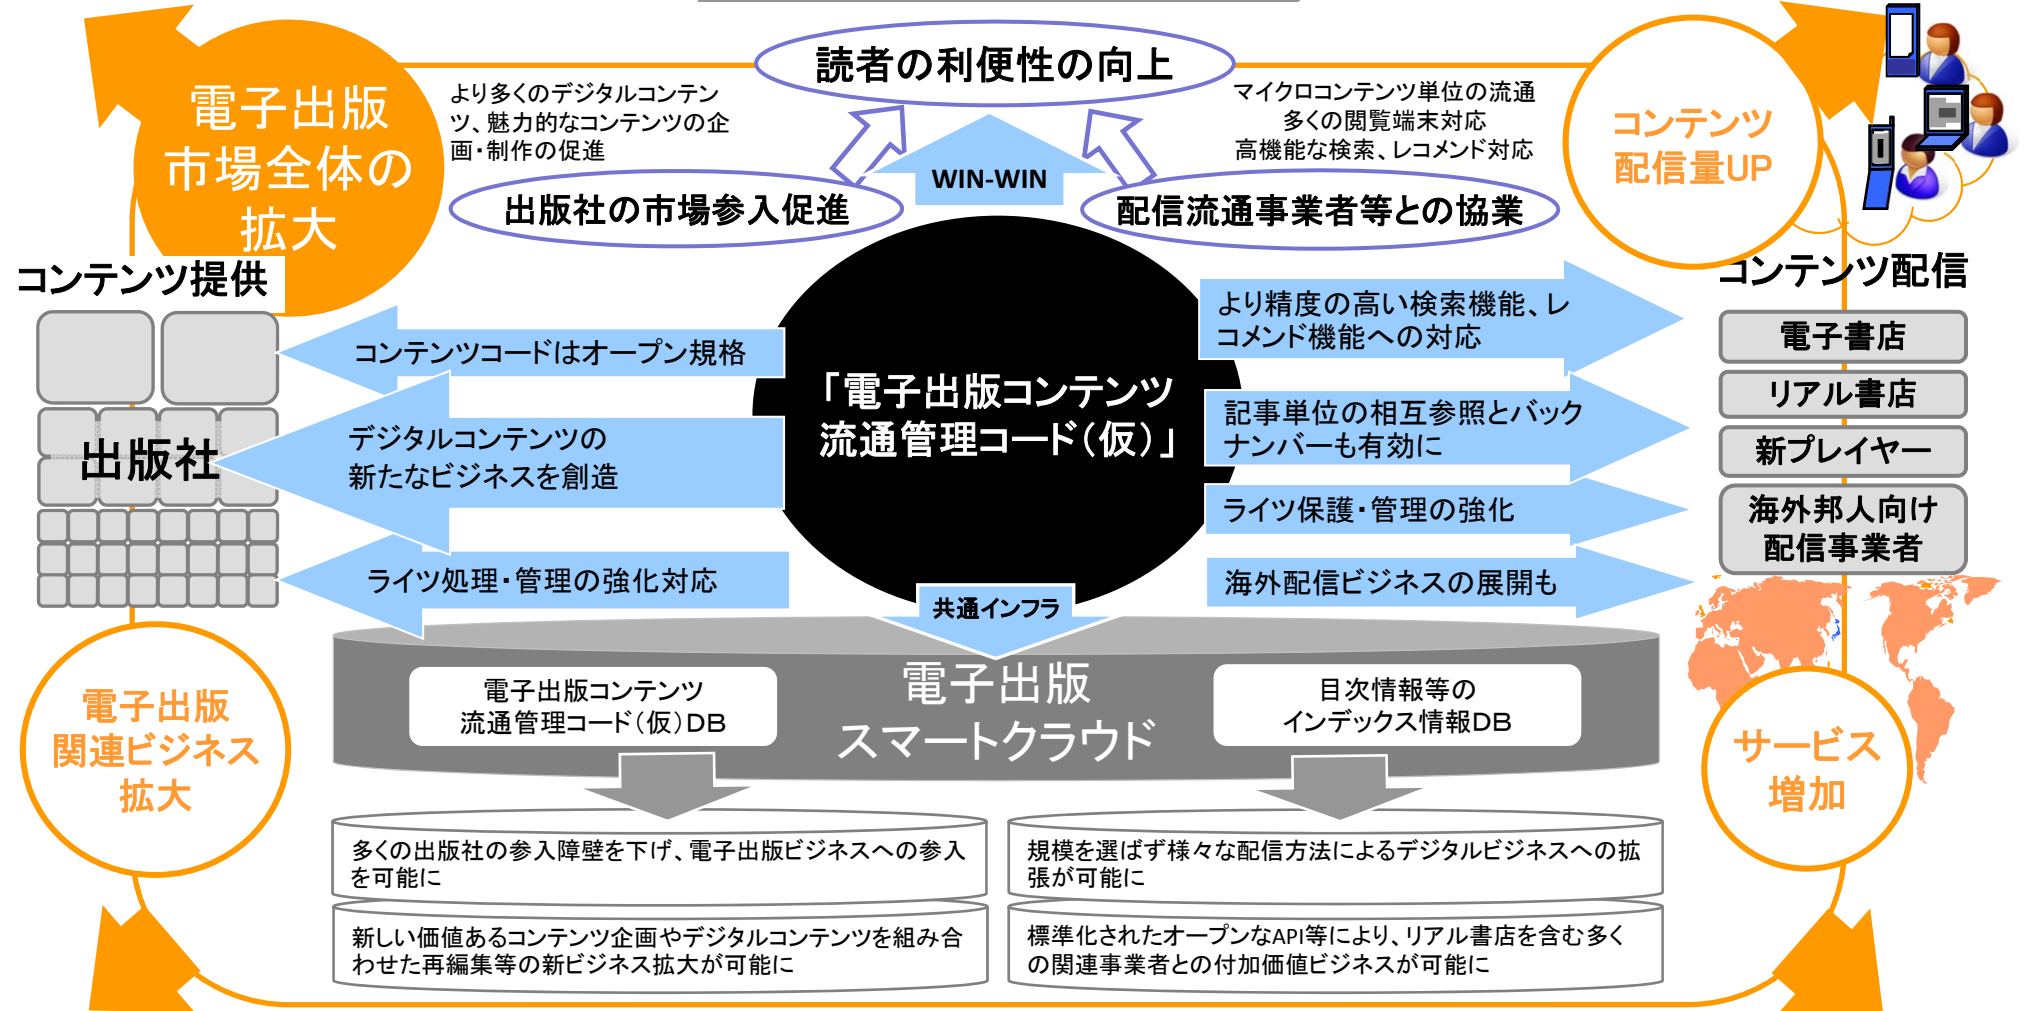 読者の利便性の向上
電子出版
市場全体の
拡大
より多くのデジタルコンテン
ツ、魅力的なコンテンツの企
画・制作の促進
マイクロコンテンツ単位の流通
多くの閲覧端末対応
高機能な検索、レコメンド対応
コンテンツ
配信量UP
WIN-WIN
出版社の市場参入促進
配信流通事業者等との協業
コンテンツ提供
コンテンツ配信
出版社
コンテンツコードはオープン規格
デジタルコンテンツの
新たなビジネスを創造
ライツ処理・管理の強化対応
「電子出版コンテンツ
流通管理コード(仮)」
より精度の高い検索機能、レ
コメンド機能への対応
記事単位の相互参照とバック
ナンバーも有効に
ライツ保護・管理の強化
海外配信ビジネスの展開も
電子書店
リアル書店
新プレイヤー
海外邦人向け
配信事業者
共通インフラ
電子出版
スマートクラウド
電子出版コンテンツ
流通管理コード(仮)DB
目次情報等の
インデックス情報DB
電子出版
関連ビジネス
拡大
サービス
増加
多くの出版社の参入障壁を下げ、電子出版ビジネスへの参入
を可能に
新しい価値あるコンテンツ企画やデジタルコンテンツを組み合
わせた再編集等の新ビジネス拡大が可能に
規模を選ばず様々な配信方法によるデジタルビジネスへの拡
張が可能に
標準化されたオープンなAPI等により、リアル書店を含む多く
の関連事業者との付加価値ビジネスが可能に